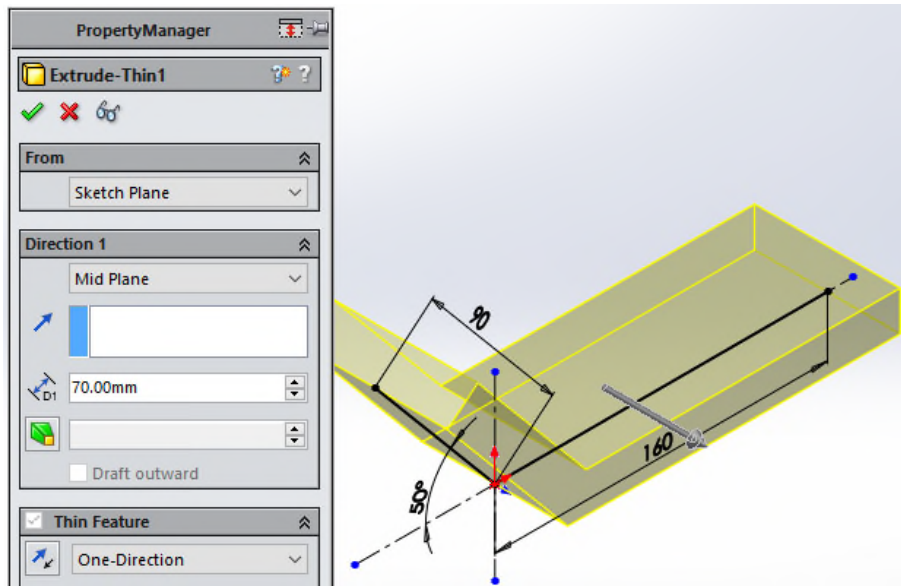 PropertyManager
Extrude-Thin1
?
From
Sketch Plane
Direction 1
Mid Plane
D1 70.00mm
Draft outward
Thin Feature
One-Direction
90
50°
160